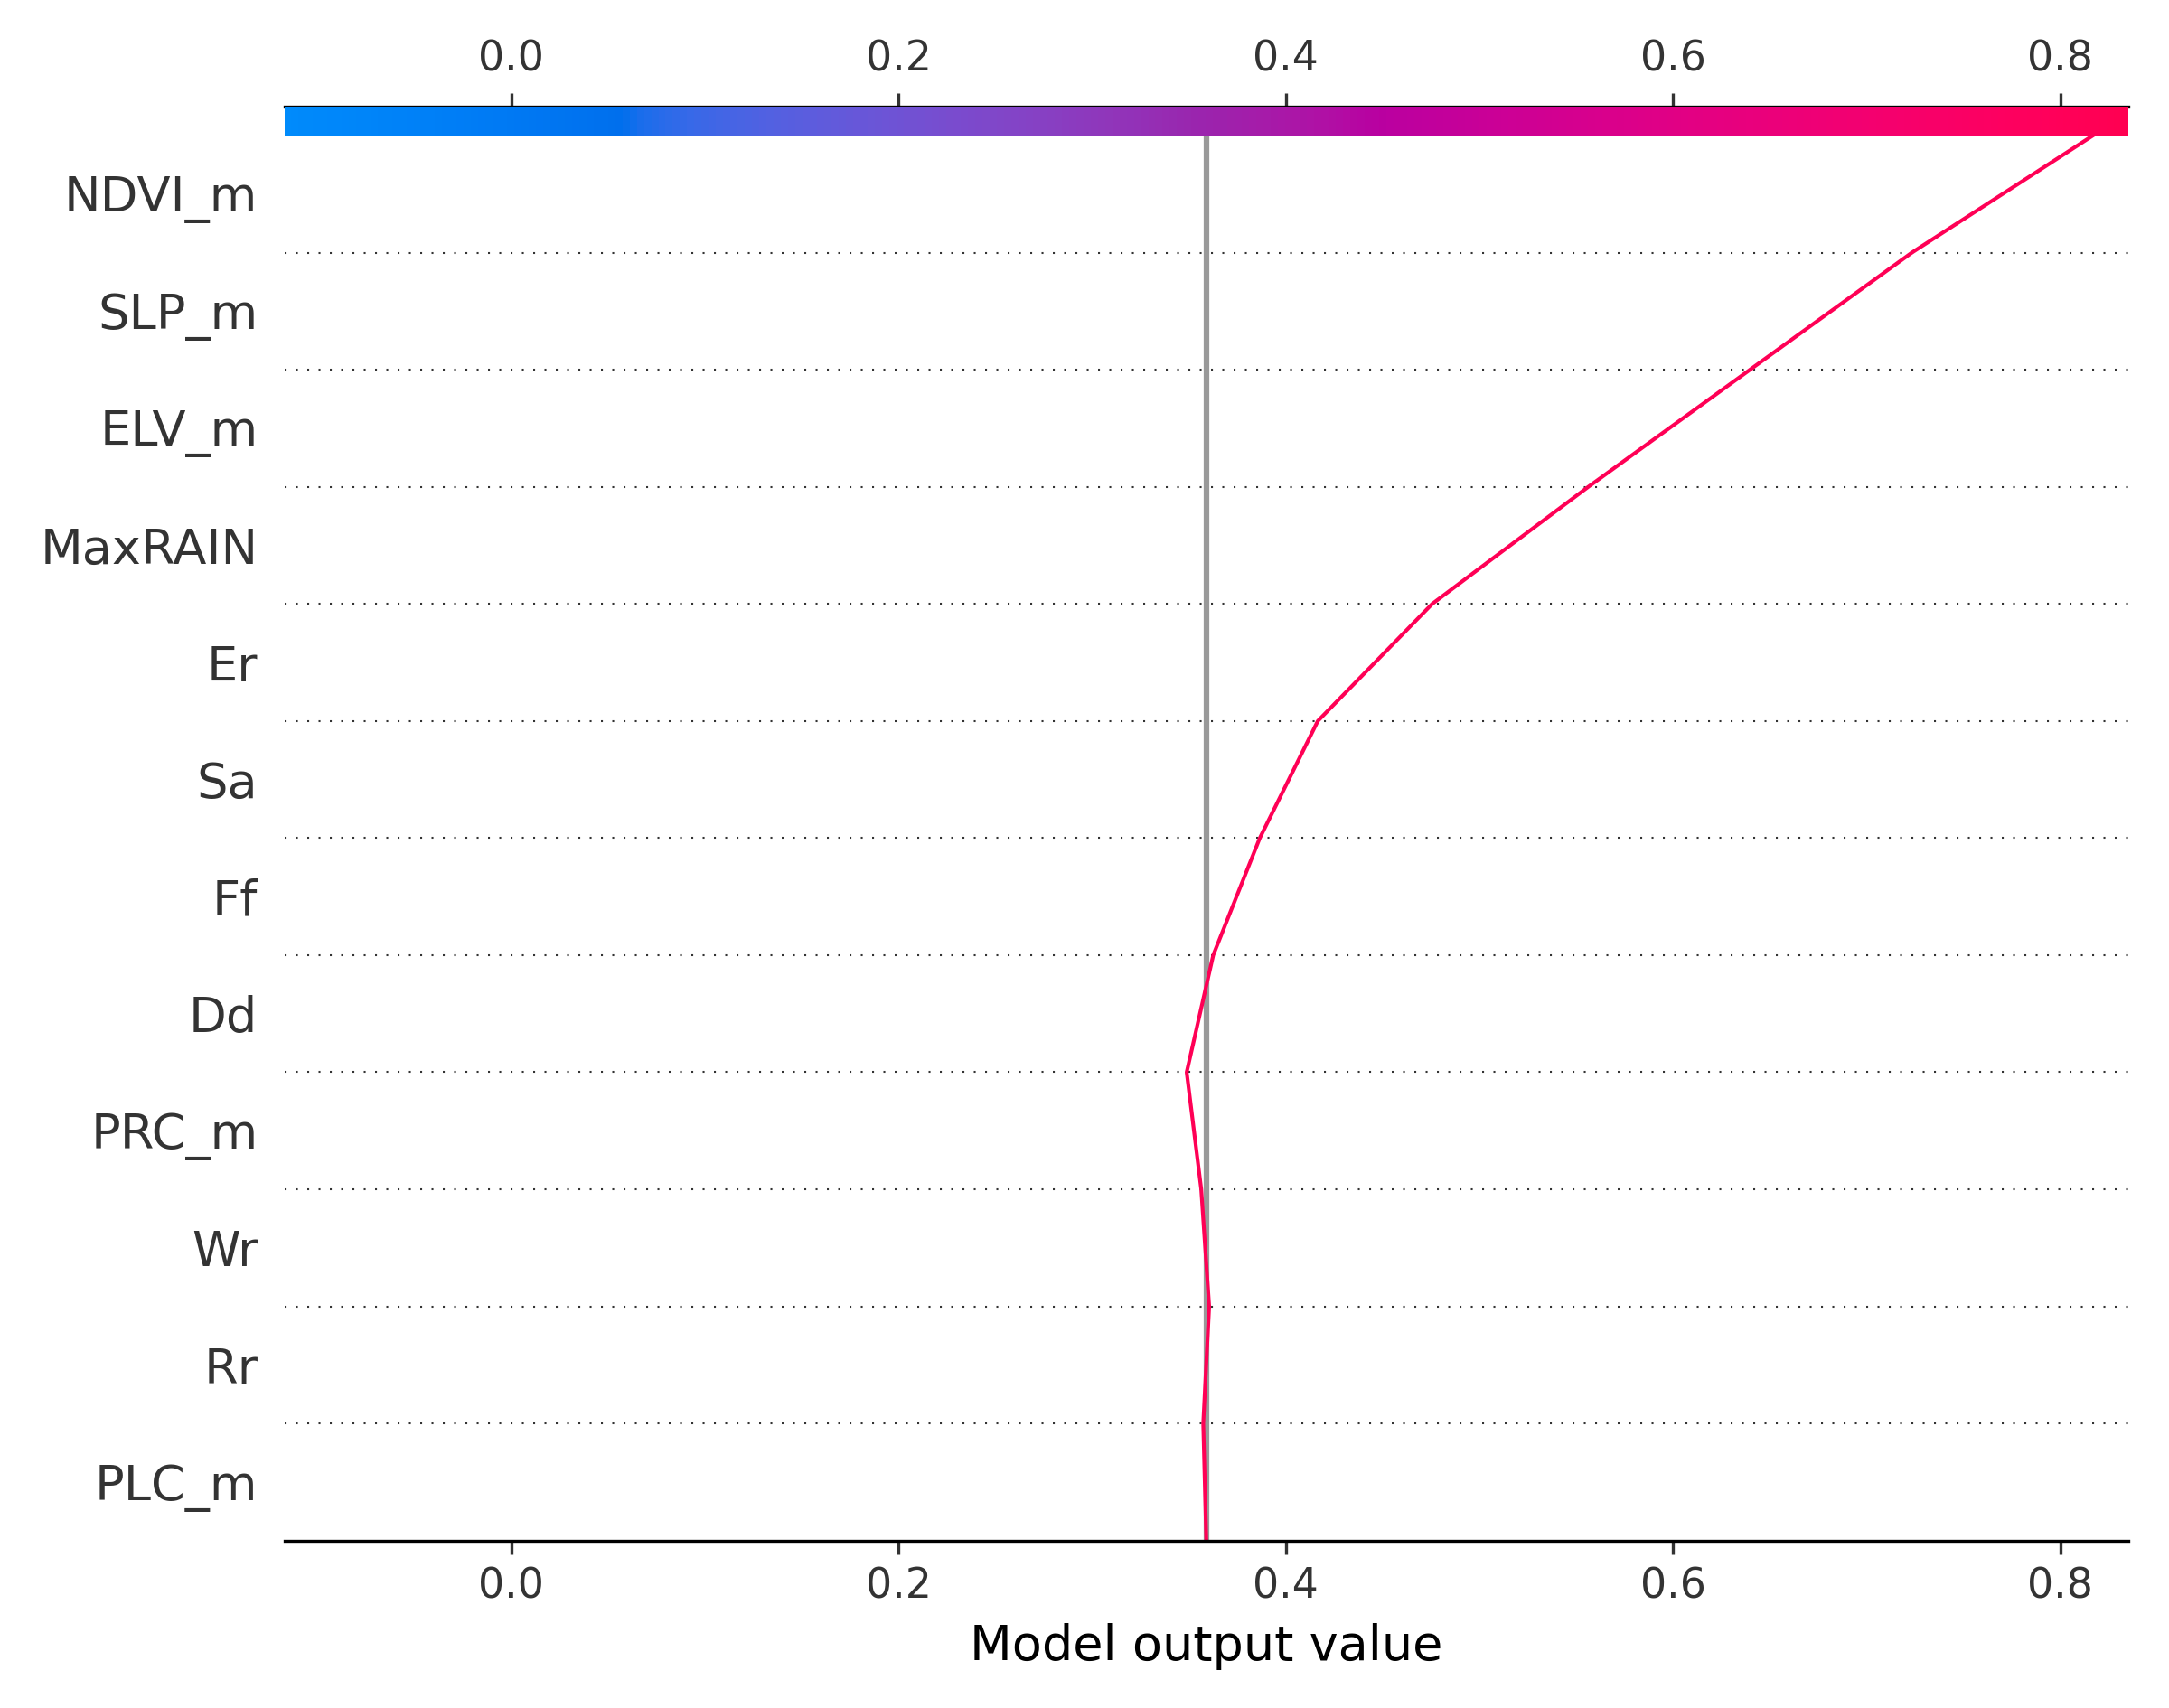 0.0 0.2 0.4 0.6 0.8
NDVI_m
SLP_m
ELV_m
MaxRAIN
Er
Sa
Ff
Dd
PRC_m
Wr
Rr
PLC_m
0.0 0.2 0.4 0.6 0.8
Model output value